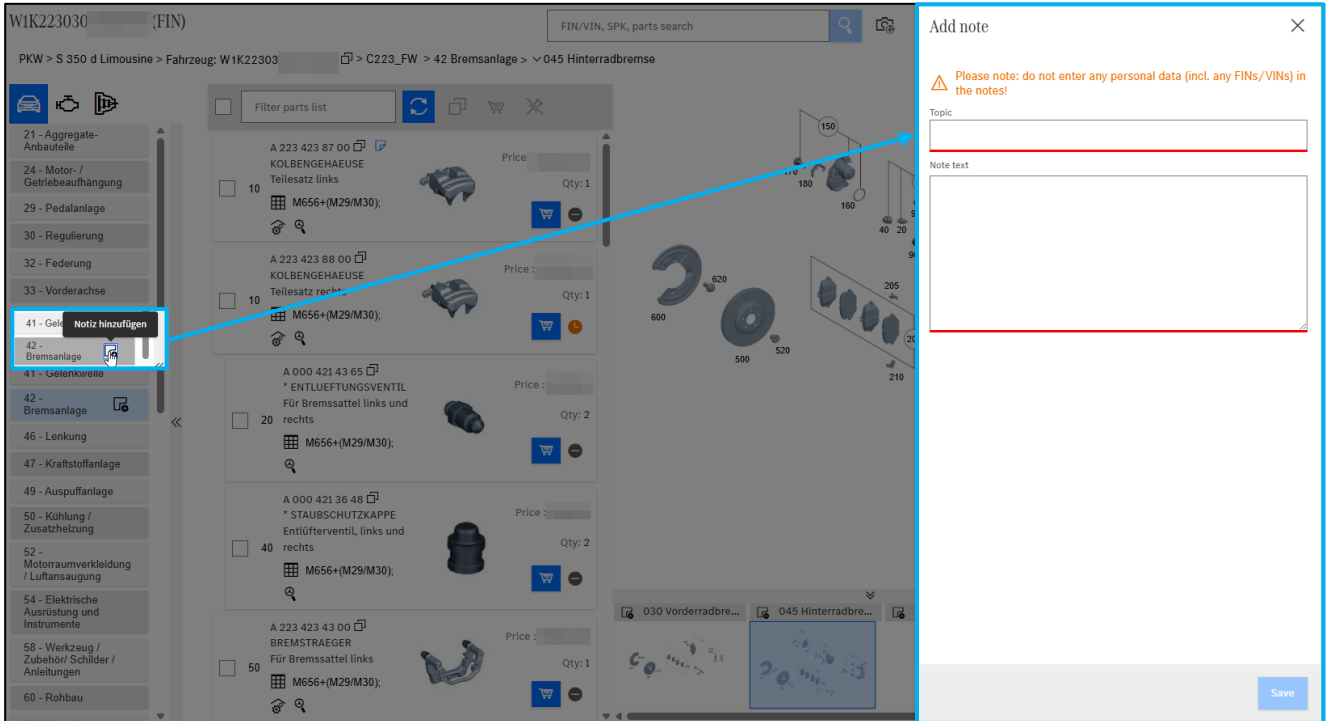 W1K223030 (FIN)
FIN/VIN, SPK, parts search
PKW > S 350 d Limousine > Fahrzeug: W1K22303 > C223_FW > 42 Bremsanlage > 045 Hinterradbremse
Filter parts list
21 - Aggregate-
Anbauteile
24 - Motor- /
Getriebeaufhängung
29 - Pedalanlage
30 - Regulierung
32 - Federung
33 - Vorderachse
41 - Gele
Notiz hinzufügen
42 -
Bremsanlage
41 - Gelenkwelle
42 -
Bremsanlage
46 - Lenkung
47 - Kraftstoffanlage
49 - Auspuffanlage
50 - Kühlung /
Zusatzheizung
52 -
Motorraumverkleidung
/ Luftansaugung
54 - Elektrische
Ausrüstung und
Instrumente
58 - Werkzeug /
Zubehör/ Schilder /
Anleitungen
60 - Rohbau
A 223 423 87 00
KOLBENGEHAEUSE
Teilesatz links
10
M656+(M29/M30);
Price
Qty: 1
A 223 423 88 00
KOLBENGEHAEUSE
Teilesatz rechts
10
M656+(M29/M30);
Price :
Qty: 1
A 000 421 43 65
* ENTLUEFTUNGSVENTIL
Für Bremssattel links und
20 rechts
M656+(M29/M30);
Price :
Qty: 2
A 000 421 36 48
* STAUBSCHUTZKAPPE
Entlüfterventil, links und
40 rechts
M656+(M29/M30);
Price :
Qty: 2
A 223 423 43 00
BREMSTRAEGER
Für Bremssattel links
50
M656+(M29/M30);
Price :
Qty: 1
150
170
180
160
40 20
620
600
205
500
520
210
030 Vorderradbre...
045 Hinterradbre...
Add note
Please note: do not enter any personal data (incl. any FINs/VINs) in
the notes!
Topic
Note text
Save